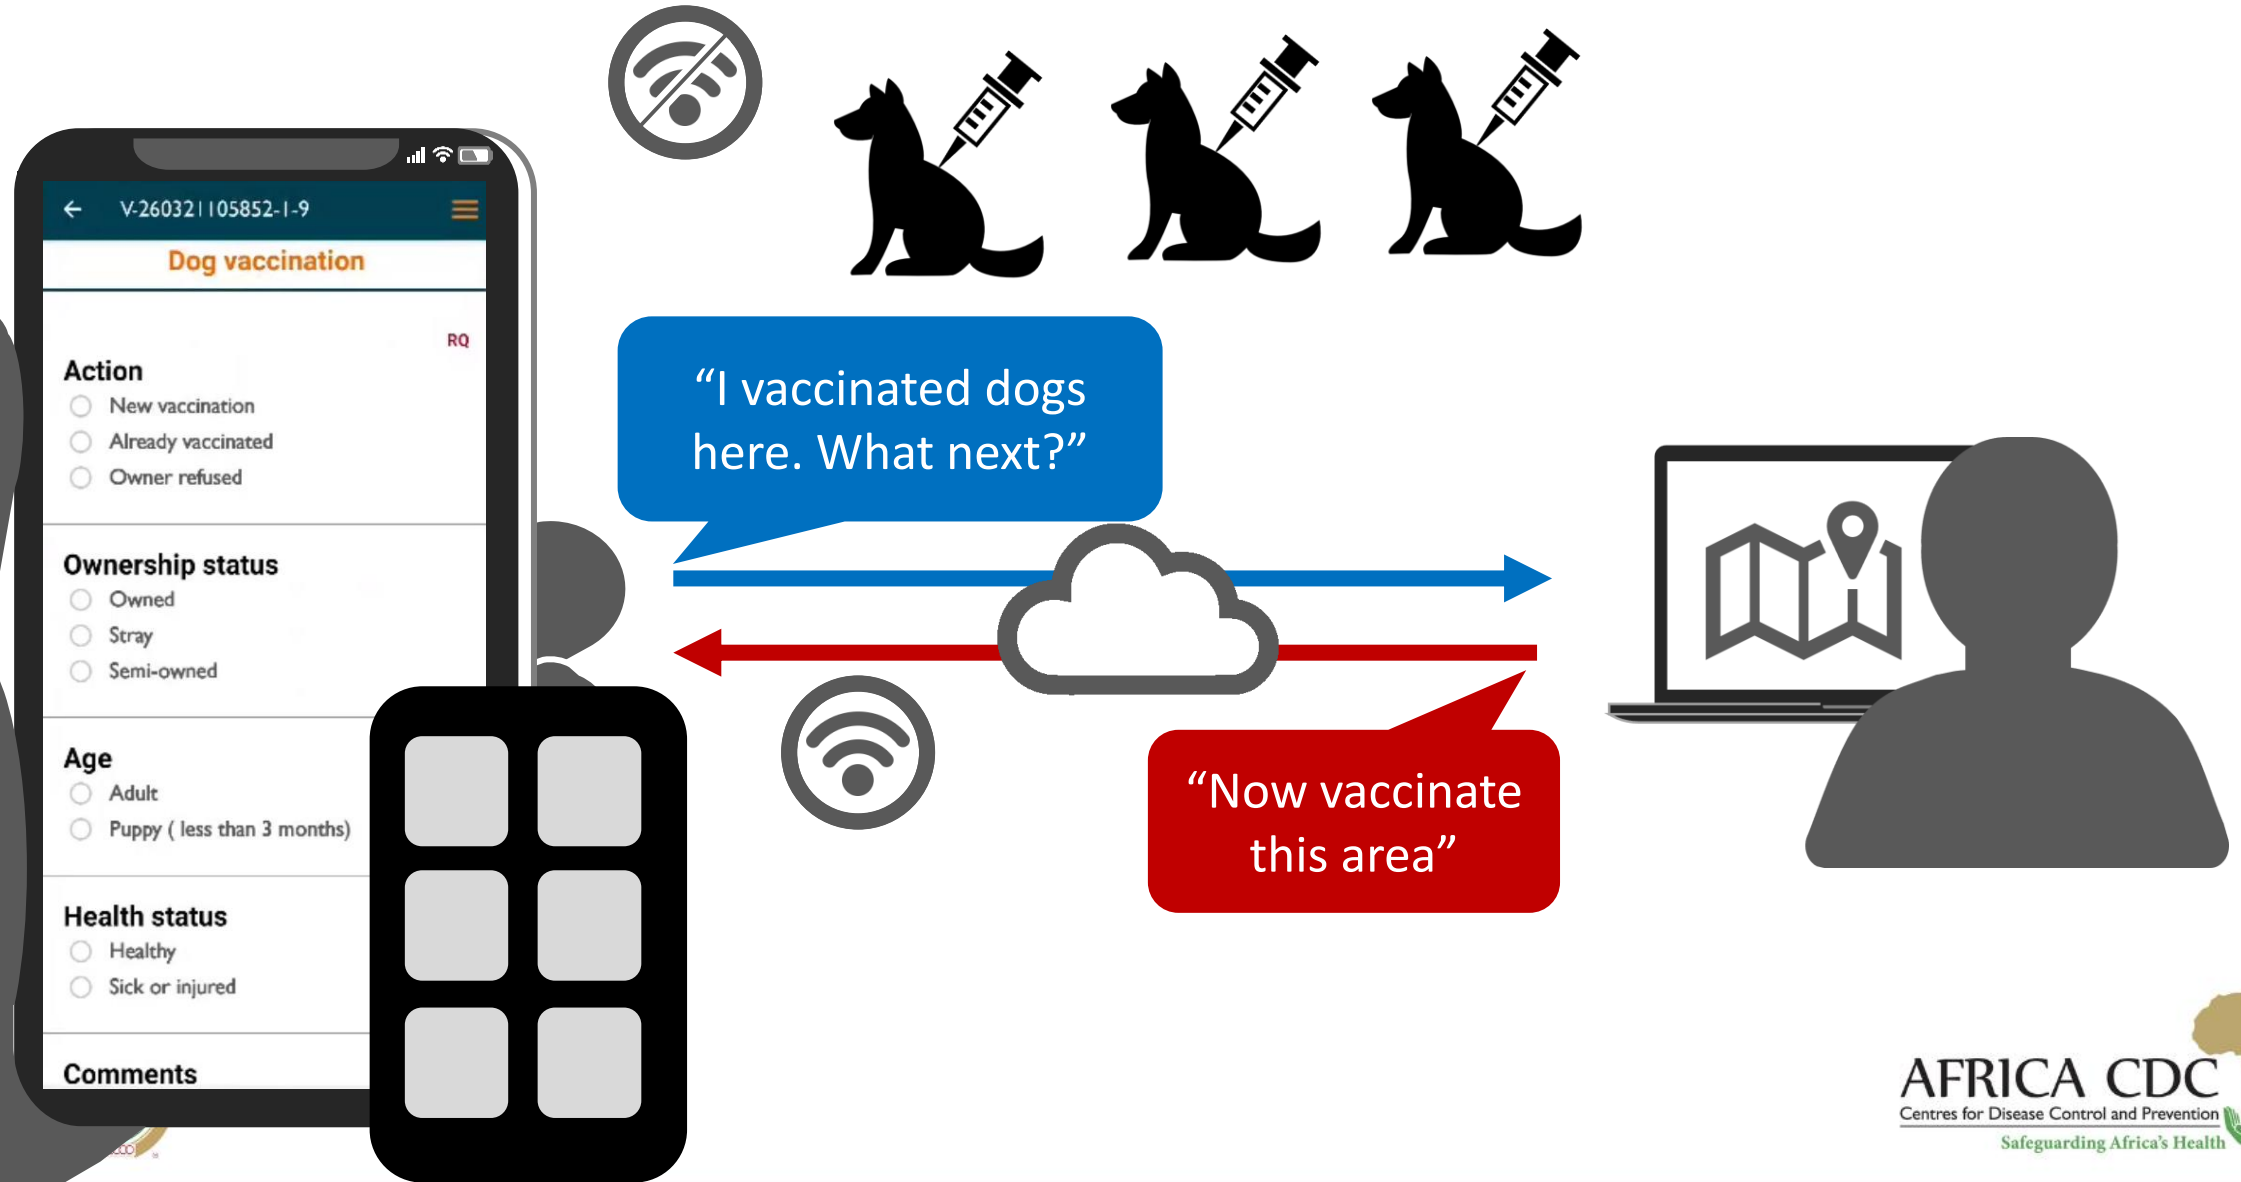 V-260321105852-1-9
Dog vaccination
RQ
Action
New vaccination
Already vaccinated
Owner refused
Ownership status
Owned
Stray
Semi-owned
Age
Adult
Puppy ( less than 3 months)
Health status
Healthy
Sick or injured
Comments
“I vaccinated dogs
here. What next?”
“Now vaccinate
this area”
AFRICA CDC
Centres for Disease Control and Prevention
Safeguarding Africa's Health